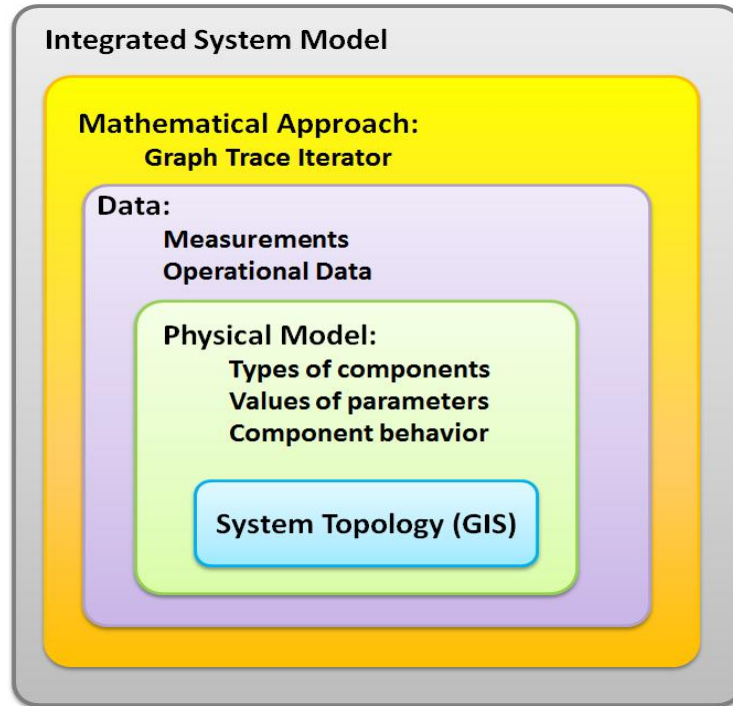 Integrated System Model
Mathematical Approach:
Graph Trace Iterator
Data:
Measurements
Operational Data
Physical Model:
Types of components
Values of parameters
Component behavior
System Topology (GIS)